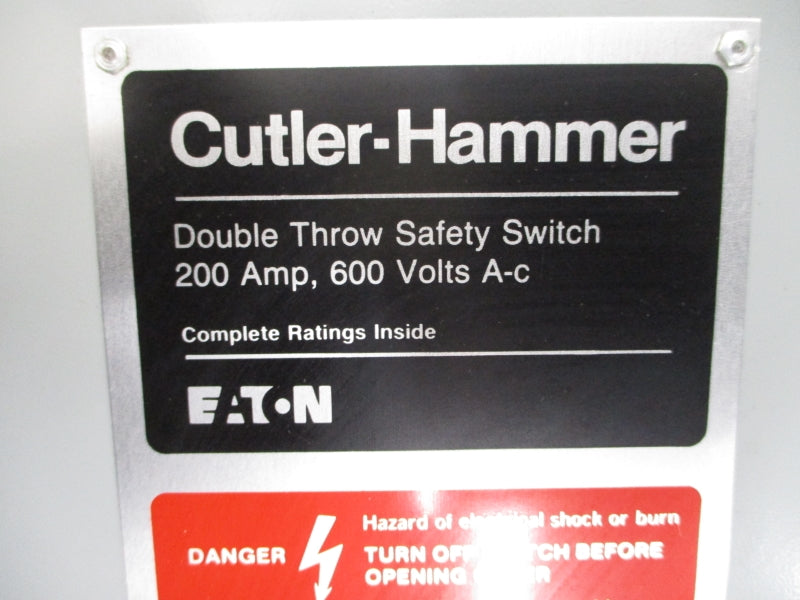 Cutler-Hammer
Double Throw Safety Switch
200 Amp, 600 Volts A-c
Complete Ratings Inside
EATON
DANGER
Hazard of electrical shock or burn
TURN OFF BEFORE
OPENING